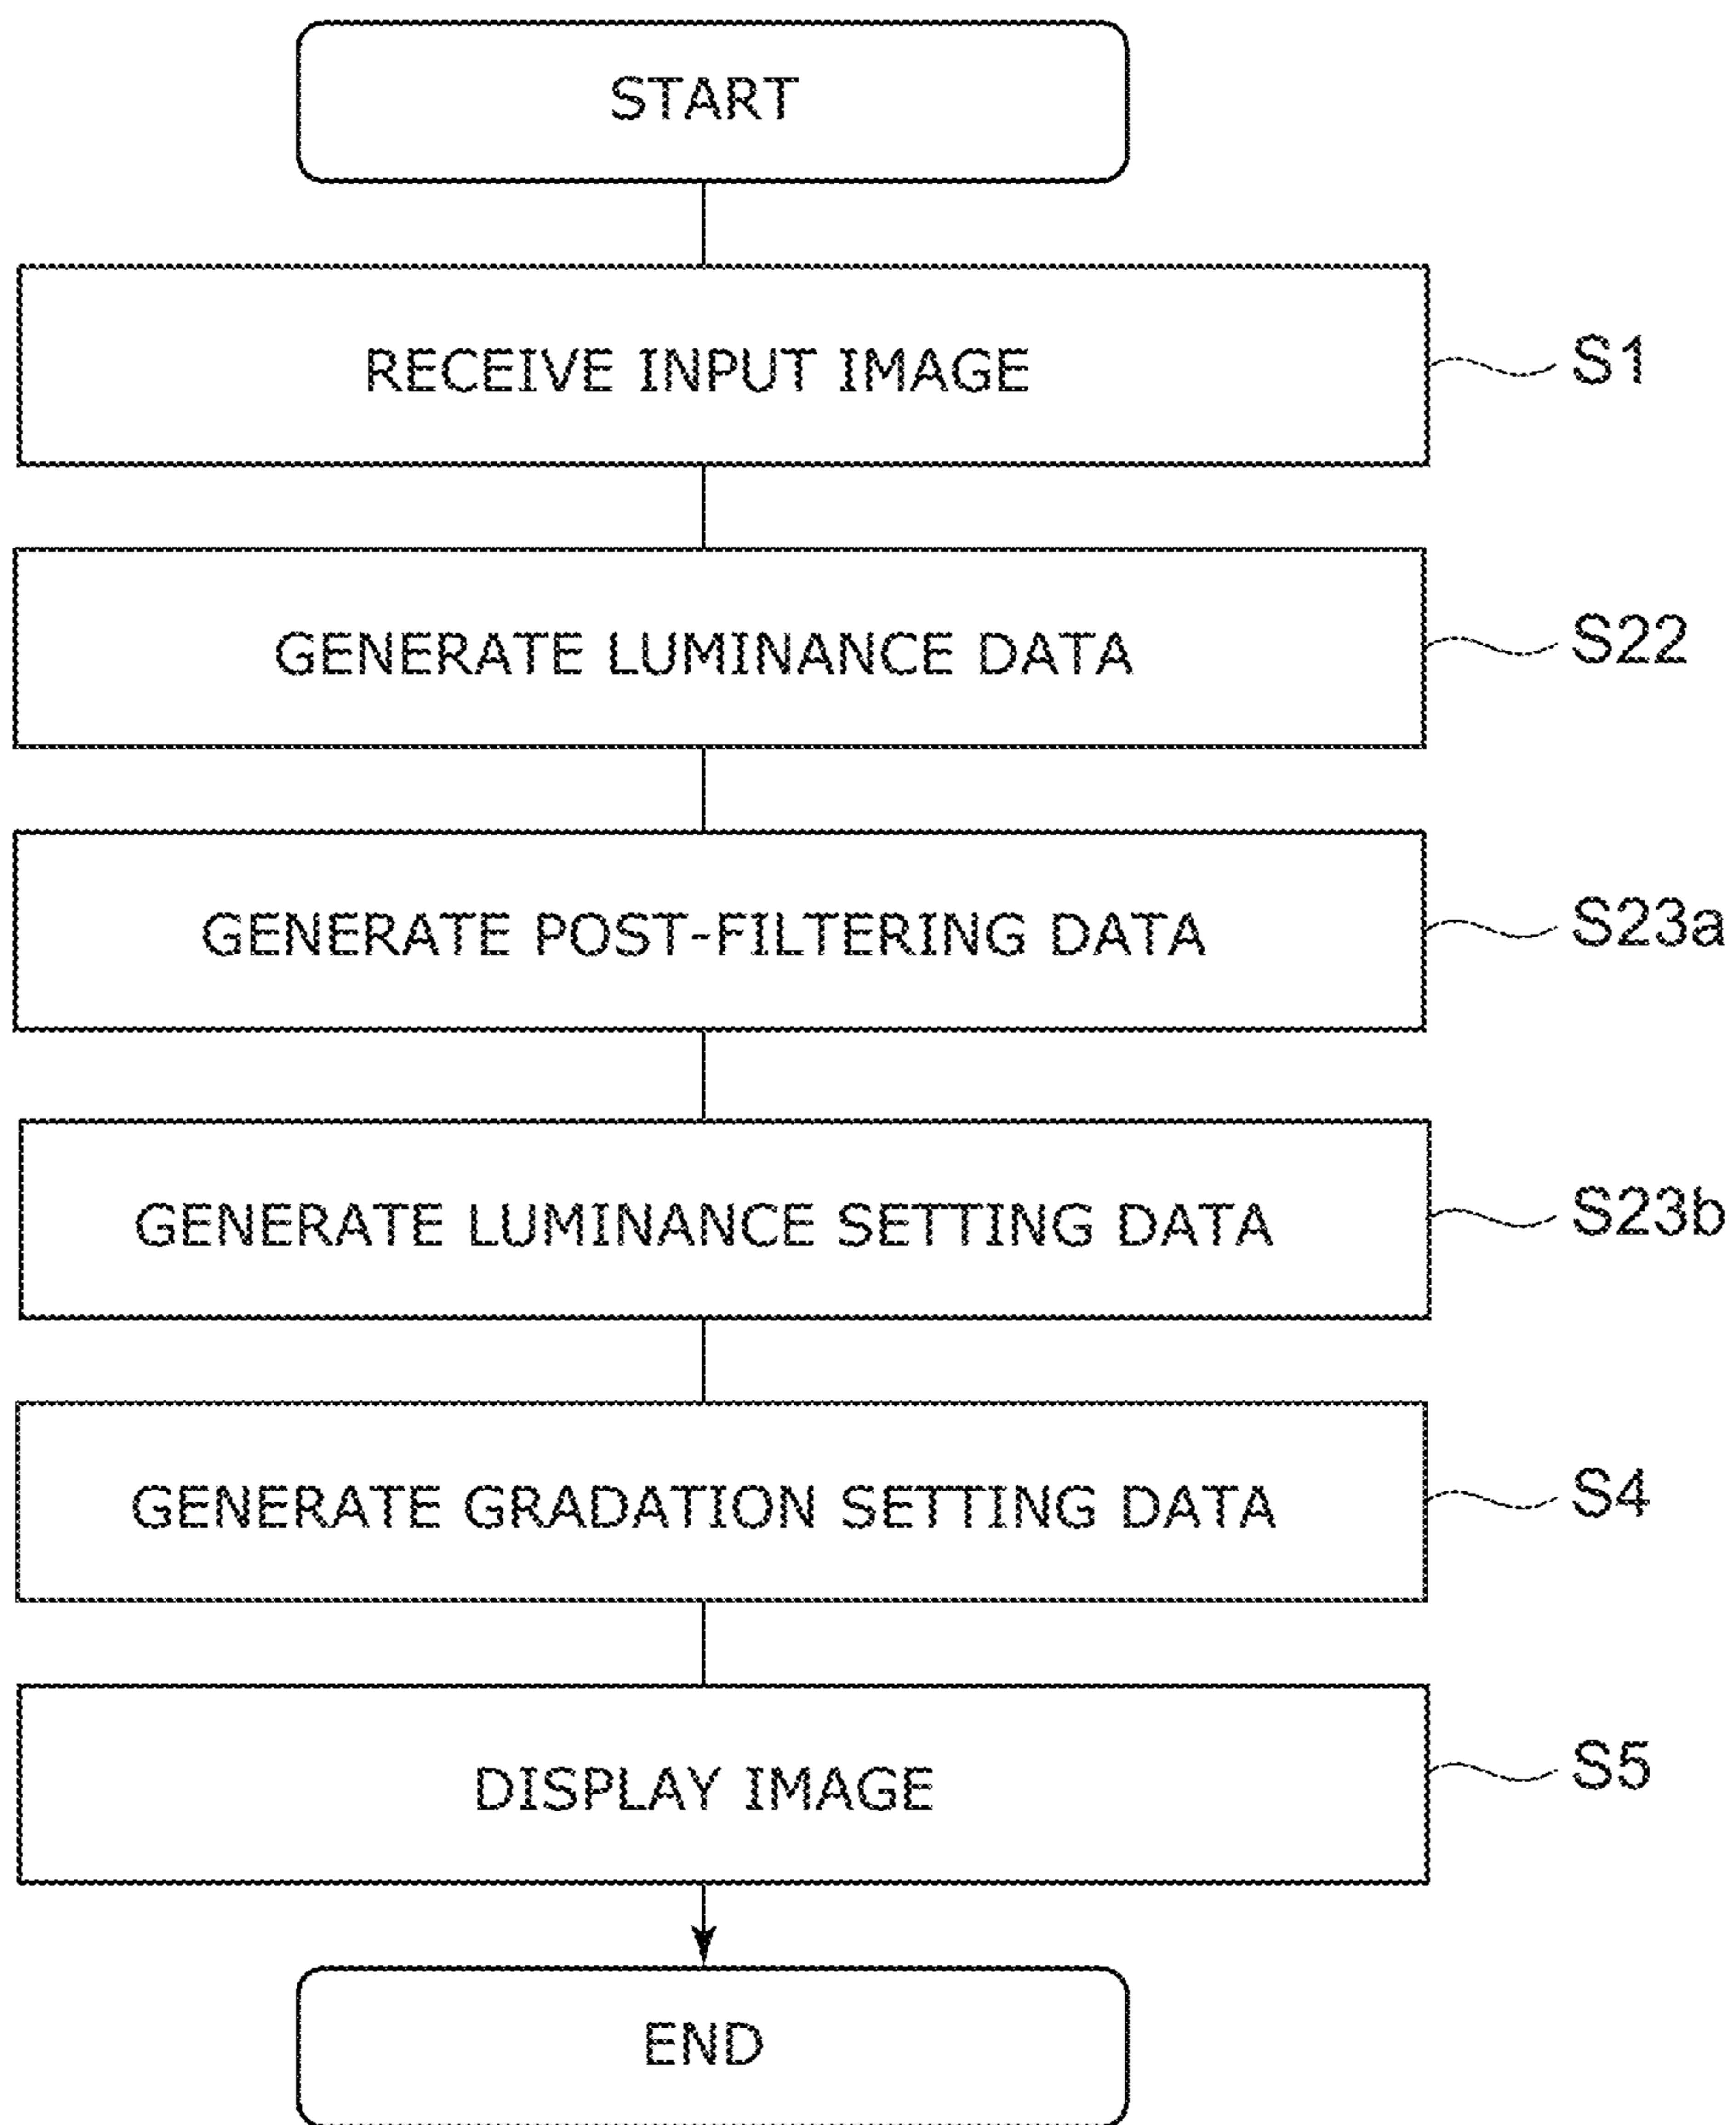 START
RECEIVE INPUT IMAGE
S1
GENERATE LUMINANCE DATA
S22
GENERATE POST-FILTERING DATA
S23a
GENERATE LUMINANCE SETTING DATA
S23b
GENERATE GRADATION SETTING DATA
S4
DISPLAY IMAGE
S5
END